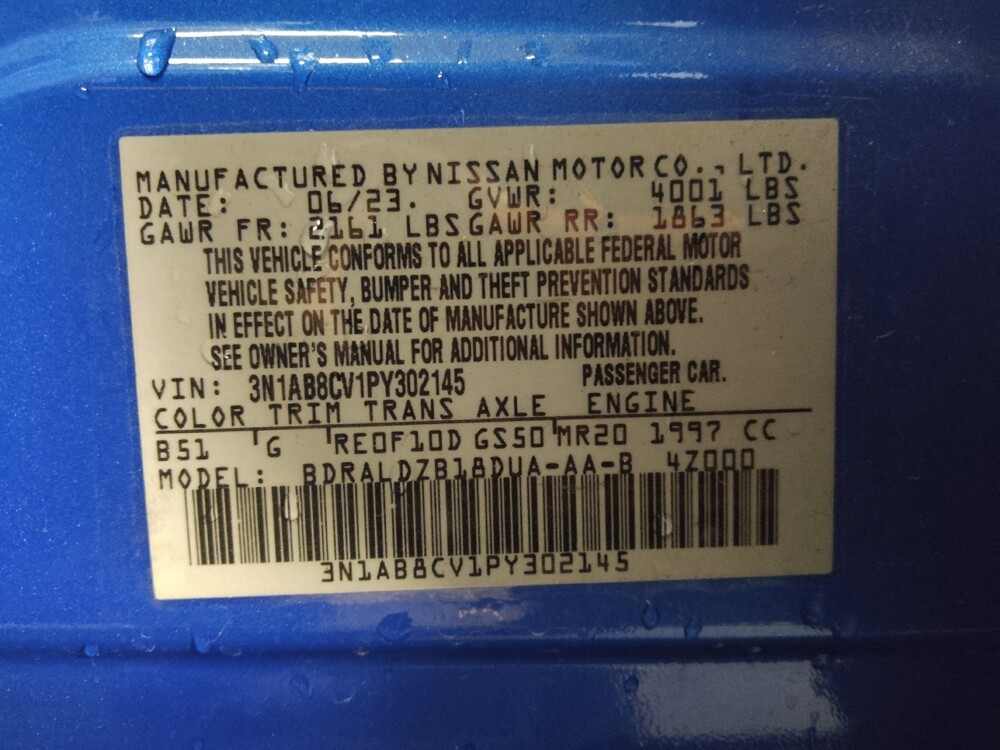 MANUFACTURED BY NISSAN MOTOR CO., LTD.
DATE: 06/23. GVWR: 4001 LBS
GAWR FR: 2161 LBS GAWR RR: 1863 LBS
THIS VEHICLE CONFORMS TO ALL APPLICABLE FEDERAL MOTOR
VEHICLE SAFETY, BUMPER AND THEFT PREVENTION STANDARDS
IN EFFECT ON THE DATE OF MANUFACTURE SHOWN ABOVE.
SEE OWNER'S MANUAL FOR ADDITIONAL INFORMATION.
VIN: 3N1AB8CV1PY302145 PASSENGER CAR.
COLOR TRIM TRANS AXLE ENGINE
B51 G RE0F10D GS50 MR20 1997 CC
MODEL: BDRALDZB18DUA-AA-B 4Z000
3N1AB8CV1PY302145